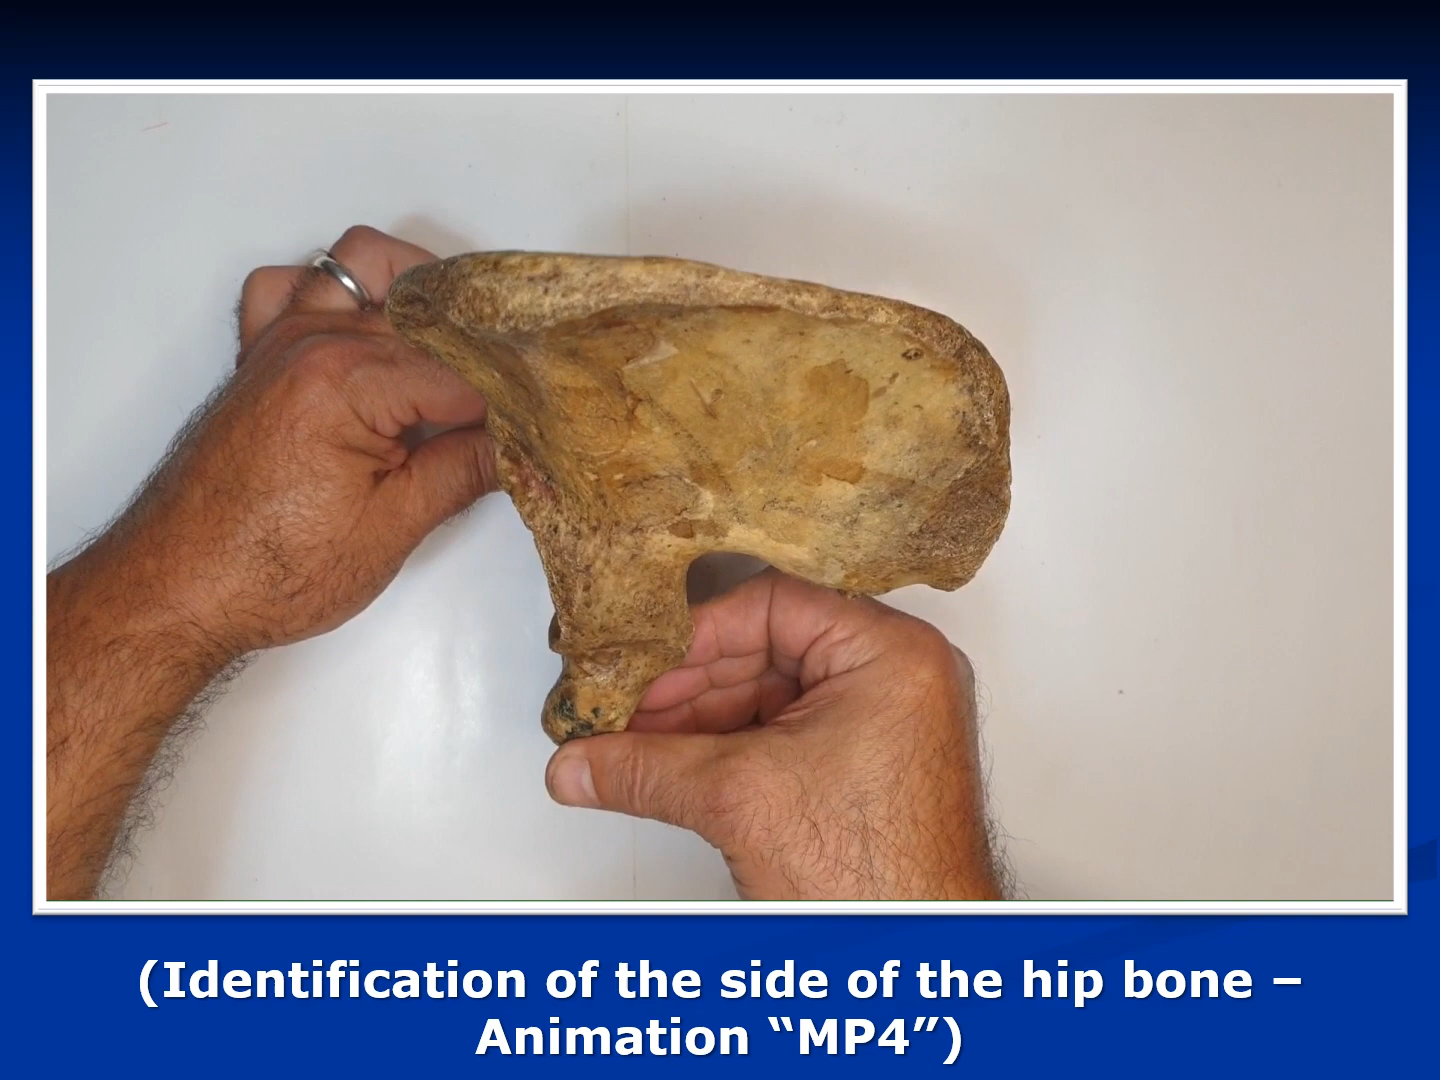 (Identification of the side of the hip bone –
Animation “MP4”)